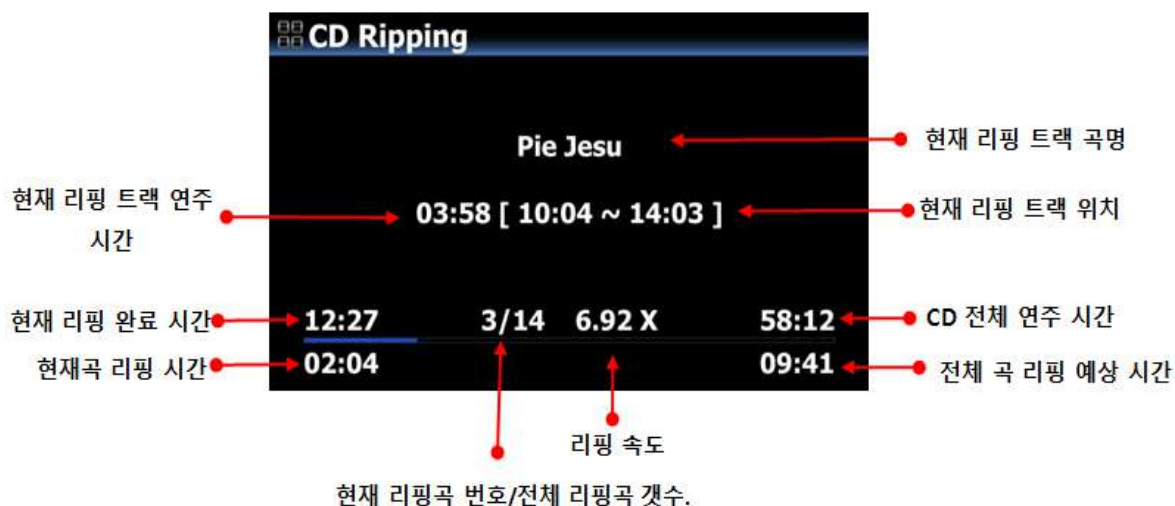 CD Ripping
Pie Jesu
현재 리핑 트랙 곡명
현재 리핑 트랙 연주
시간
03:58 [ 10:04 ~ 14:03 ]
현재 리핑 트랙 위치
현재 리핑 완료 시간
12:27 3/14 6.92 X 58:12
CD 전체 연주 시간
현재곡 리핑 시간
02:04 09:41
전체 곡 리핑 예상 시간
리핑 속도
현재 리핑곡 번호/전체 리핑곡 갯수.